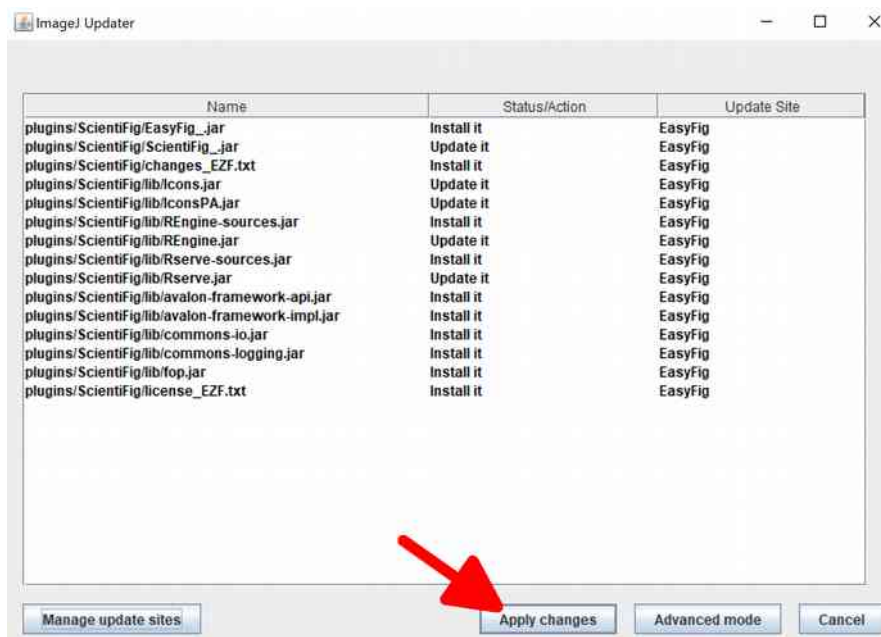 ImageJ Updater
Name Status/Action Update Site
plugins/ScientiFig/EasyFig_.jar Install it EasyFig
plugins/ScientiFig/ScientiFig_.jar Update it EasyFig
plugins/ScientiFig/changes_EZF.txt Install it EasyFig
plugins/ScientiFig/lib/Icons.jar Update it EasyFig
plugins/ScientiFig/lib/IconsPA.jar Update it EasyFig
plugins/ScientiFig/lib/REngine-sources.jar Install it EasyFig
plugins/ScientiFig/lib/REngine.jar Update it EasyFig
plugins/ScientiFig/lib/Rserve-sources.jar Install it EasyFig
plugins/ScientiFig/lib/Rserve.jar Update it EasyFig
plugins/ScientiFig/lib/avalon-framework-api.jar Install it EasyFig
plugins/ScientiFig/lib/avalon-framework-impl.jar Install it EasyFig
plugins/ScientiFig/lib/commons-io.jar Install it EasyFig
plugins/ScientiFig/lib/commons-logging.jar Install it EasyFig
plugins/ScientiFig/lib/fop.jar Install it EasyFig
plugins/ScientiFig/license_EZF.txt Install it EasyFig
Manage update sites Apply changes Advanced mode Cancel